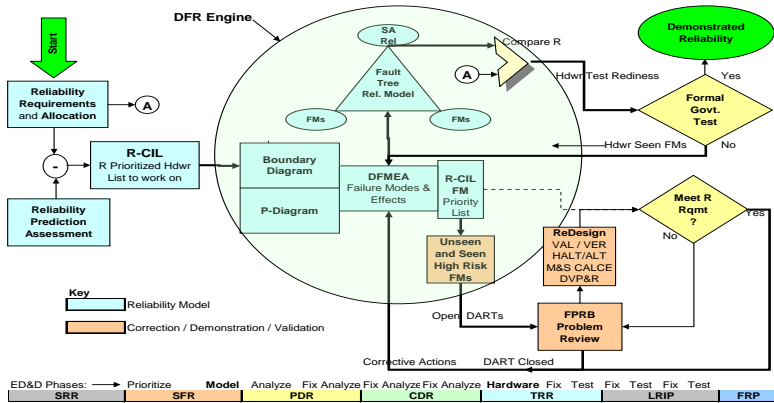 DFR Engine
Start
SA
Rel
Compare R
Demonstrated
Reliability
Reliability
Requirements
and Allocation
A
Fault
Tree
Rel. Model
A
Hdwr Test Rediness
Yes
Formal
Govt.
Test
FMs
FMs
No
Hdwr Seen FMs
-
R-CIL
R Prioritized Hdwr
List to work on
Boundary
Diagram
P-Diagram
DFMEA
Failure Modes &
Effects
R-CIL
FM
Priority
List
Reliability
Prediction
Assessment
Meet R
Rqmt
?
Yes
No
Unseen
and Seen
High Risk
FMs
ReDesign
VAL / VER
HALT/ALT
M&S CALCE
DVP&R
Key
Reliability Model
Correction / Demonstration / Validation
Open DARTs
FPRB
Problem
Review
Corrective Actions
DART Closed
ED&D Phases: Prioritize Model Analyze Fix Analyze Fix Analyze Fix Analyze Hardware Fix Test Fix Test Fix Test
SRR SFR PDR CDR TRR LRIP FRP